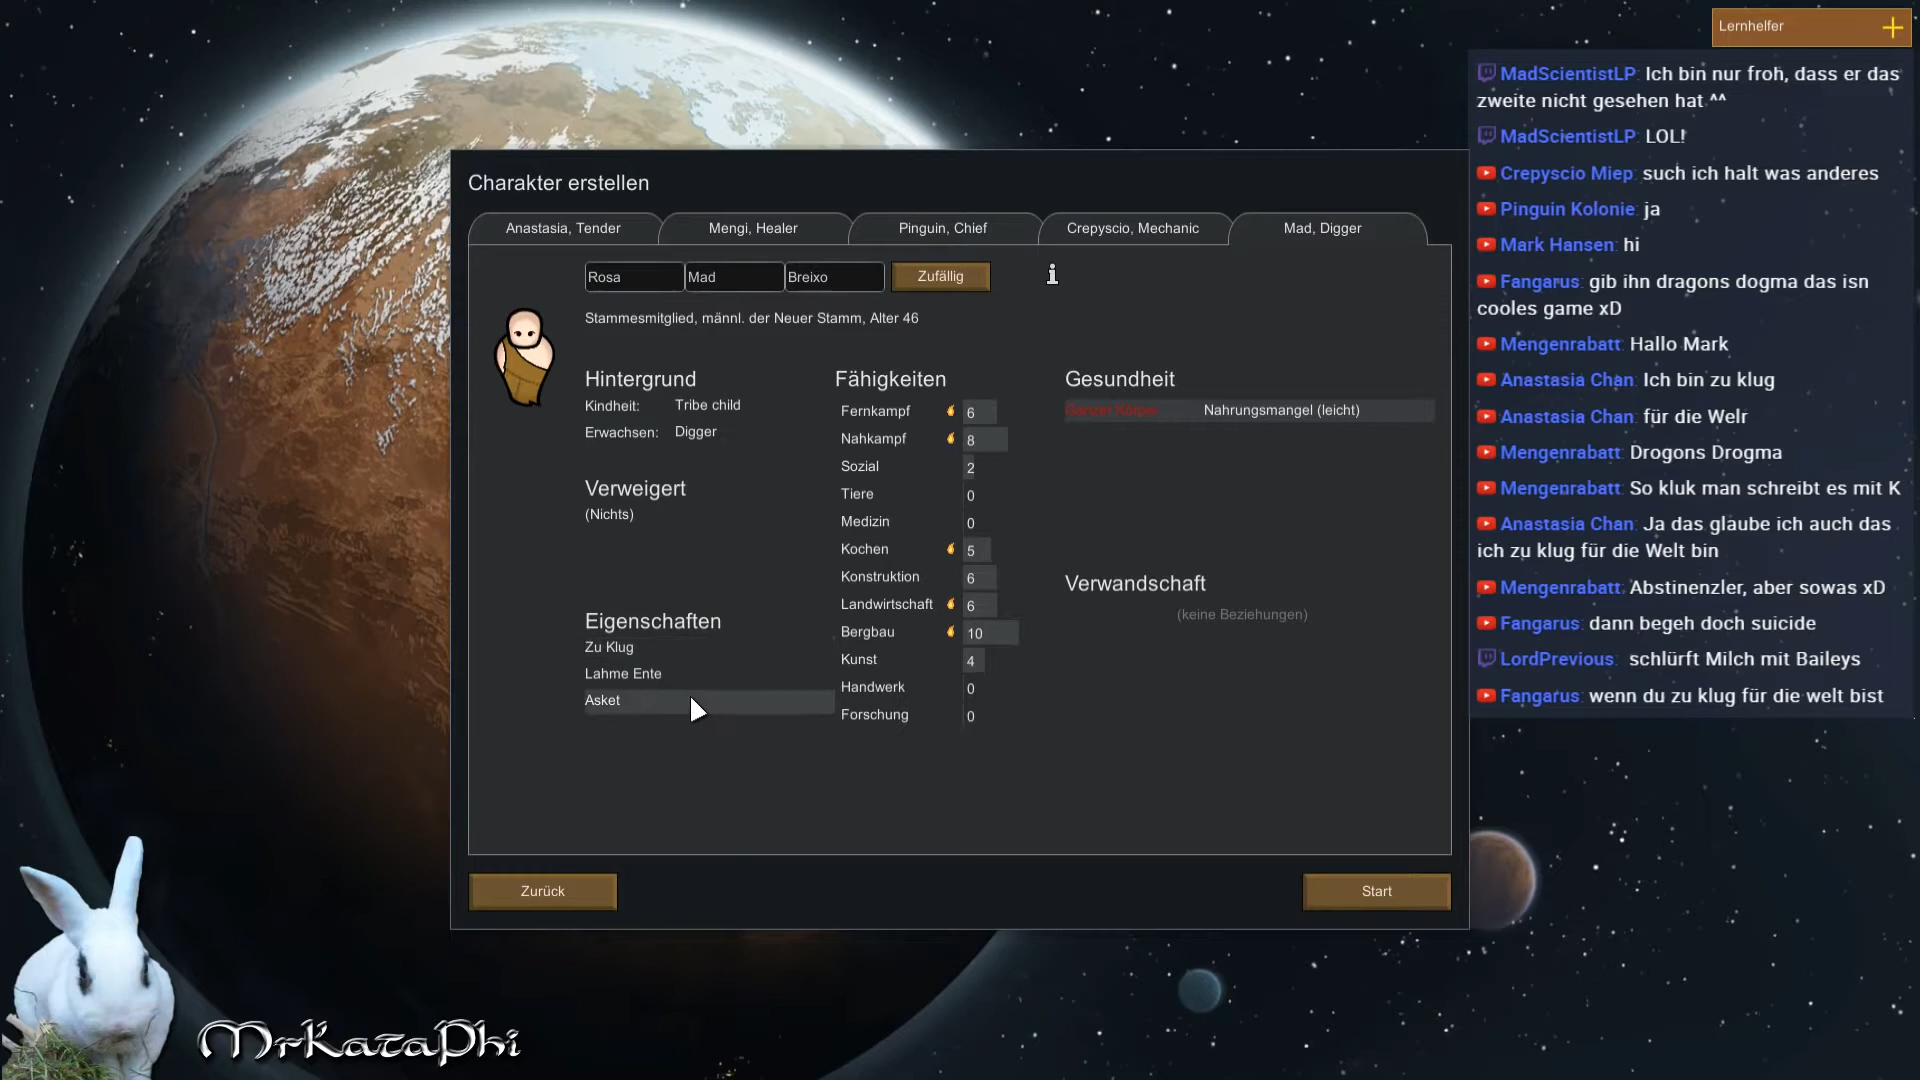 Lernhelfer
MadScientistLP: Ich bin nur froh, dass er das
zweite nicht gesehen hat ^^
MadScientistLP: LOL!
Crepyscio Miep: such ich halt was anderes
Pinguin Kolonie: ja
Mark Hansen: hi
Fangarus: gib ihn dragons dogma das isn
cooles game xD
Mengenrabatt: Hallo Mark
Anastasia Chan: Ich bin zu klug
Anastasia Chan: für die Welr
Mengenrabatt: Drogons Drogma
Mengenrabatt: So kluk man schreibt es mit K
Anastasia Chan: Ja das glaube ich auch das
ich zu klug für die Welt bin
Mengenrabatt: Abstinenzler, aber sowas xD
Fangarus: dann begeh doch suicide
LordPrevious: schlürft Milch mit Baileys
Fangarus: wenn du zu klug für die welt bist
Charakter erstellen
Anastasia, Tender
Mengi, Healer
Pinguin, Chief
Crepyscio, Mechanic
Mad, Digger
Rosa
Mad
Breixo
Zufällig
Stammesmitglied, männl. der Neuer Stamm, Alter 46
Hintergrund
Kindheit: Tribe child
Erwachsen: Digger
Verweigert
(Nichts)
Eigenschaften
Zu Klug
Lahme Ente
Asket
Fähigkeiten
Fernkampf 6
Nahkampf 8
Sozial 2
Tiere 0
Medizin 0
Kochen 5
Konstruktion 6
Landwirtschaft 6
Bergbau 10
Kunst 4
Handwerk 0
Forschung 0
Gesundheit
Ganzer Körper Nahrungsmangel (leicht)
Verwandschaft
(keine Beziehungen)
Zurück
Start
MrKataPhi